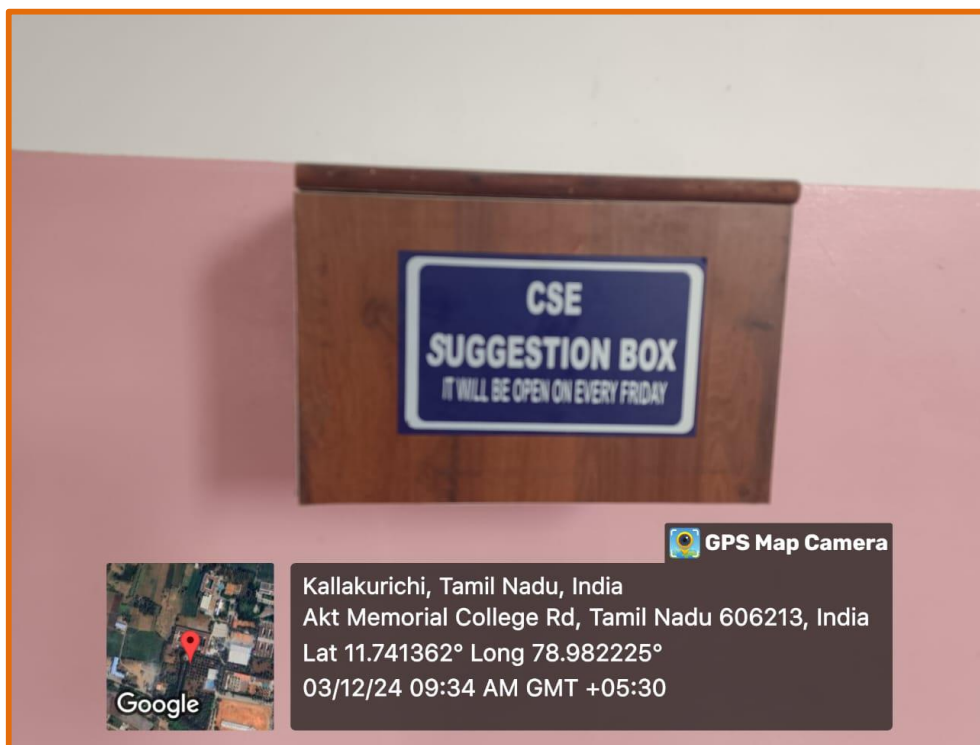 CSE
SUGGESTION BOX
IT WILL BE OPEN ON EVERY FRIDAY
GPS Map Camera
Kallakurichi, Tamil Nadu, India
Akt Memorial College Rd, Tamil Nadu 606213, India
Lat 11.741362° Long 78.982225°
03/12/24 09:34 AM GMT +05:30
Google